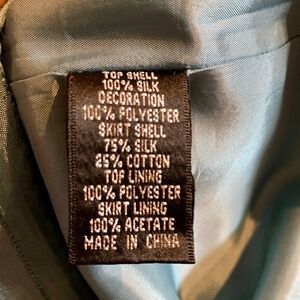 TOP SHELL
100% SILK
DECORATION
100% POLYESTER
SKIRT SHELL
75% SILK
25% COTTON
TOP LINING
100% POLYESTER
SKIRT LINING
100% ACETATE
MADE IN CHINA